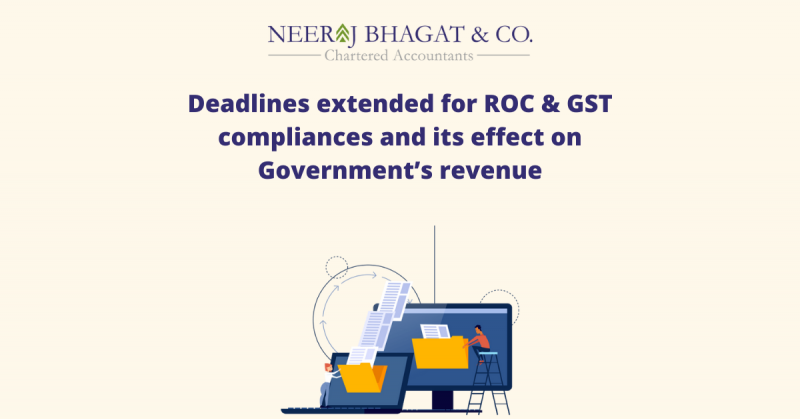 NEERAJ BHAGAT & CO.
Chartered Accountants
Deadlines extended for ROC & GST
compliances and its effect on
Government’s revenue